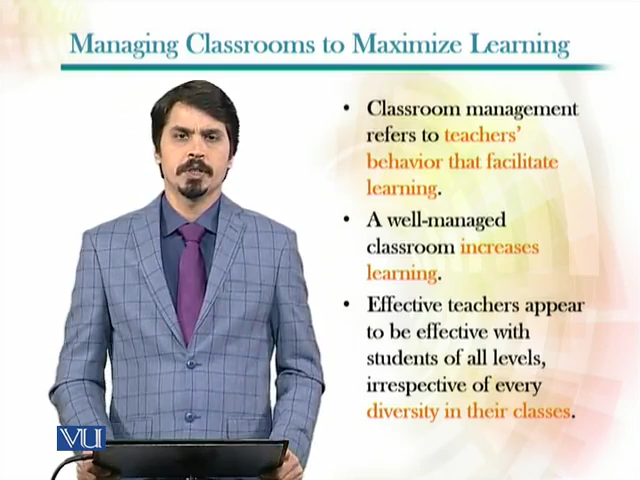 Managing Classrooms to Maximize Learning
• Classroom management
refers to teachers'
behavior that facilitate
learning.
• A well-managed
classroom increases
learning.
• Effective teachers appear
to be effective with
students of all levels,
irrespective of every
diversity in their classes.
VU